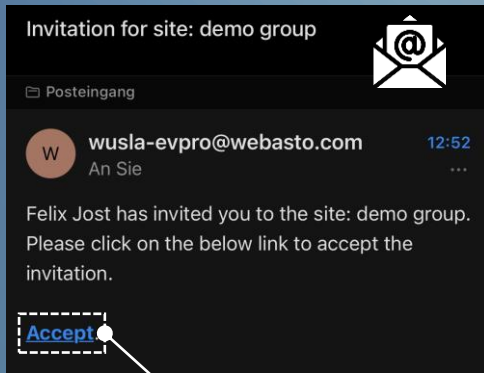 Invitation for site: demo group
@
Posteingang
W
wusla-evpro@webasto.com
12:52
An Sie
...
Felix Jost has invited you to the site: demo group.
Please click on the below link to accept the
invitation.
Accept